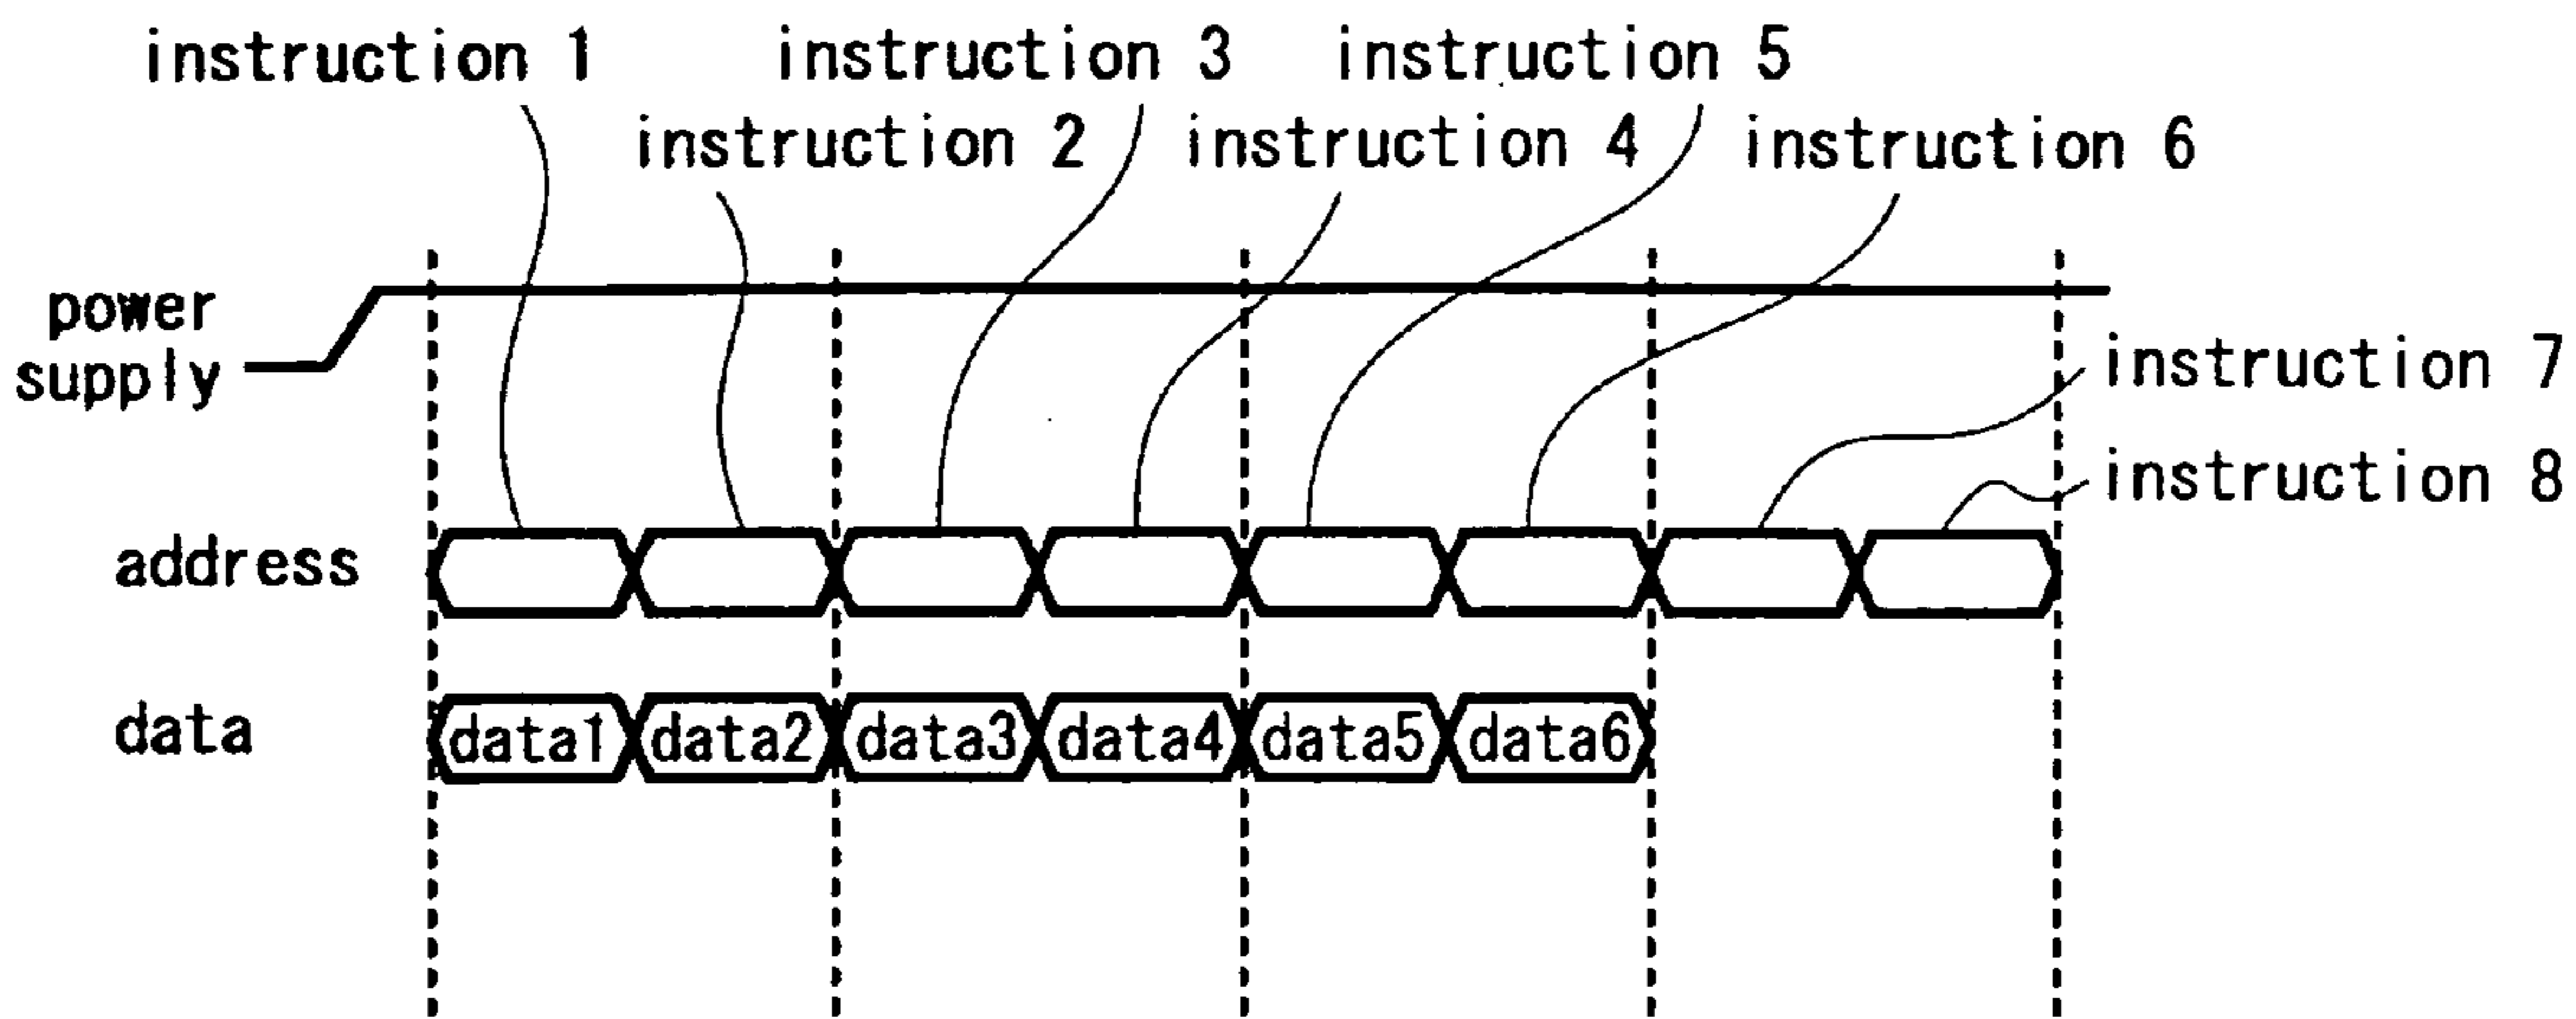 instruction 1
instruction 3
instruction 5
instruction 2
instruction 4
instruction 6
power
supply
instruction 7
instruction 8
address
data
data1
data2
data3
data4
data5
data6